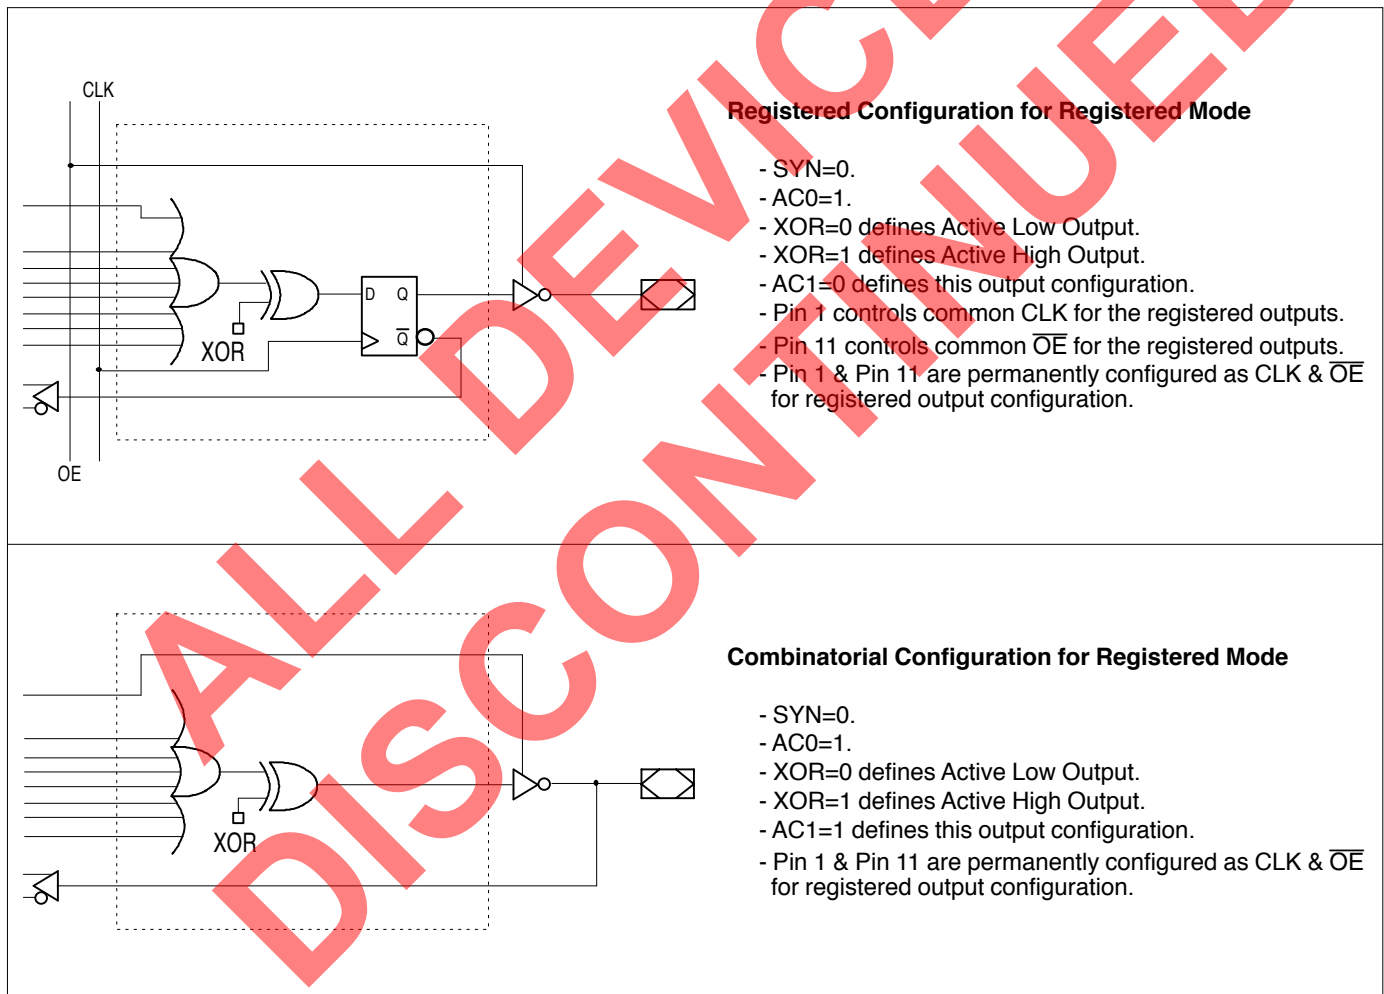 CLK
Registered Configuration for Registered Mode
- SYN=0.
- AC0=1.
- XOR=0 defines Active Low Output.
- XOR=1 defines Active High Output.
- AC1=0 defines this output configuration.
- Pin 1 controls common CLK for the registered outputs.
- Pin 11 controls common O̅E̅ for the registered outputs.
- Pin 1 & Pin 11 are permanently configured as CLK & O̅E̅
for registered output configuration.
D Q
Q̅
XOR
OE
Combinatorial Configuration for Registered Mode
- SYN=0.
- AC0=1.
- XOR=0 defines Active Low Output.
- XOR=1 defines Active High Output.
- AC1=1 defines this output configuration.
- Pin 1 & Pin 11 are permanently configured as CLK & O̅E̅
for registered output configuration.
XOR
ALL DEVIC
DISCONTINUED